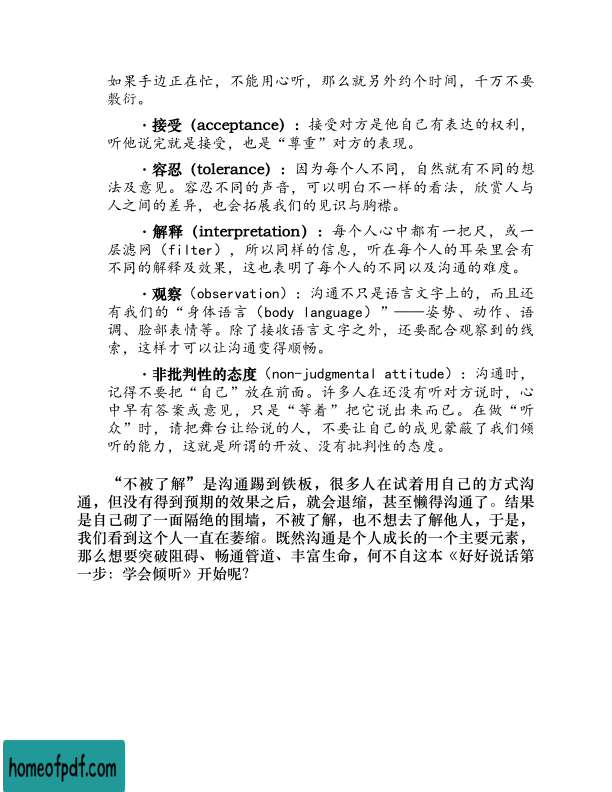 如果手边正在忙，不能用心听，那么就另外约个时间，千万不要
敷衍。
·接受（acceptance）：接受对方是他自己有表达的权利，
听他说完就是接受，也是“尊重”对方的表现。
·容忍（tolerance）：因为每个人不同，自然就有不同的想
法及意见。容忍不同的声音，可以明白不一样的看法，欣赏人与
人之间的差异，也会拓展我们的见识与胸襟。
·解释（interpretation）：每个人心中都有一把尺，或一
层滤网（filter），所以同样的信息，听在每个人的耳朵里会有
不同的解释及效果，这也表明了每个人的不同以及沟通的难度。
·观察（observation）：沟通不只是语言文字上的，而且还
有我们的“身体语言（body language）”——姿势、动作、语
调、脸部表情等。除了接收语言文字之外，还要配合观察到的线
索，这样才可以让沟通变得顺畅。
·非批判性的态度（non-judgmental attitude）：沟通时，
记得不要把“自己”放在前面。许多人在还没有听对方说时，心
中早有答案或意见，只是“等着”把它说出来而已。在做“听
众”时，请把舞台让给说的人，不要让自己的成见蒙蔽了我们倾
听的能力，这就是所谓的开放、没有批判性的态度。
“不被了解”是沟通踢到铁板，很多人在试着用自己的方式沟
通，但没有得到预期的效果之后，就会退缩，甚至懒得沟通了。结果
是自己砌了一面隔绝的围墙，不被了解，也不想去了解他人，于是，
我们看到这个人一直在萎缩。既然沟通是个人成长的一个主要元素，
那么想要突破阻碍、畅通管道、丰富生命，何不自这本《好好说话第
一步：学会倾听》开始呢？
homeofpdf.com